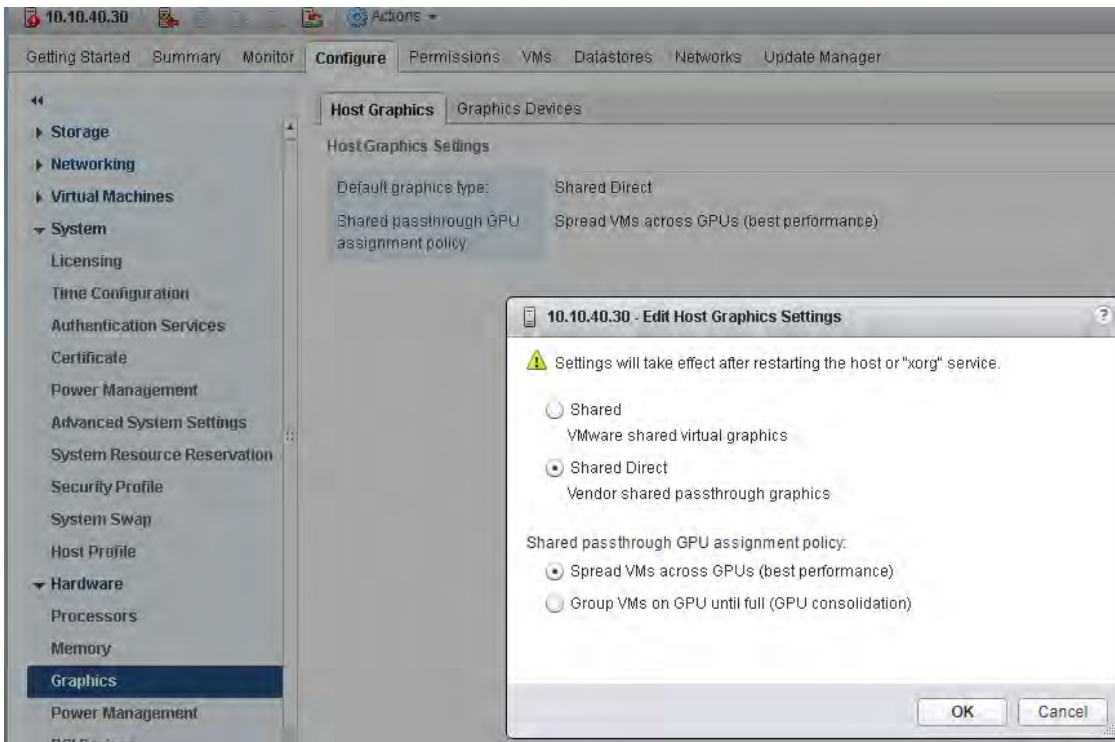 10.10.40.30 Actions
Getting Started Summary Monitor Configure Permissions VMs Datastores Networks Update Manager
Storage
Networking
Virtual Machines
System
Licensing
Time Configuration
Authentication Services
Certificate
Power Management
Advanced System Settings
System Resource Reservation
Security Profile
System Swap
Host Profile
Hardware
Processors
Memory
Graphics
Power Management
Host Graphics Graphics Devices
Host Graphics Settings
Default graphics type: Shared Direct
Shared passthrough GPU Spread VMs across GPUs (best performance)
assignment policy:
10.10.40.30 - Edit Host Graphics Settings ?
Settings will take effect after restarting the host or "xorg" service.
Shared
VMware shared virtual graphics
Shared Direct
Vendor shared passthrough graphics
Shared passthrough GPU assignment policy:
Spread VMs across GPUs (best performance)
Group VMs on GPU until full (GPU consolidation)
OK Cancel